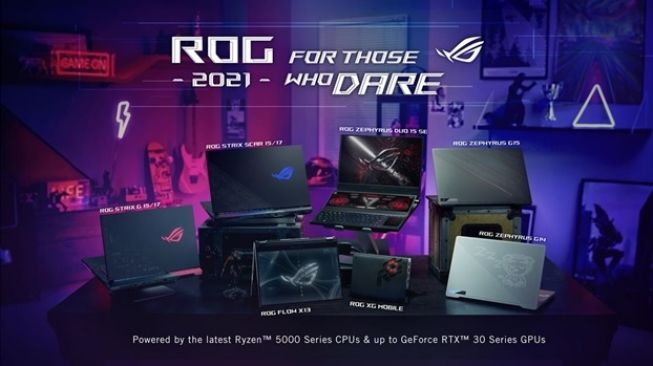 ROG FOR THOSE
- 2021 - WHO DARE
GAME ON
ROG ZEPHYRUS DUO 15 SE
ROG STRIX SCAR 15/17
ROG ZEPHYRUS G15
ROG STRIX G 15/17
ROG ZEPHYRUS G14
ROG FLOW X13
ROG XG MOBILE
Powered by the latest Ryzen™ 5000 Series CPUs & up to GeForce RTX™ 30 Series GPUs